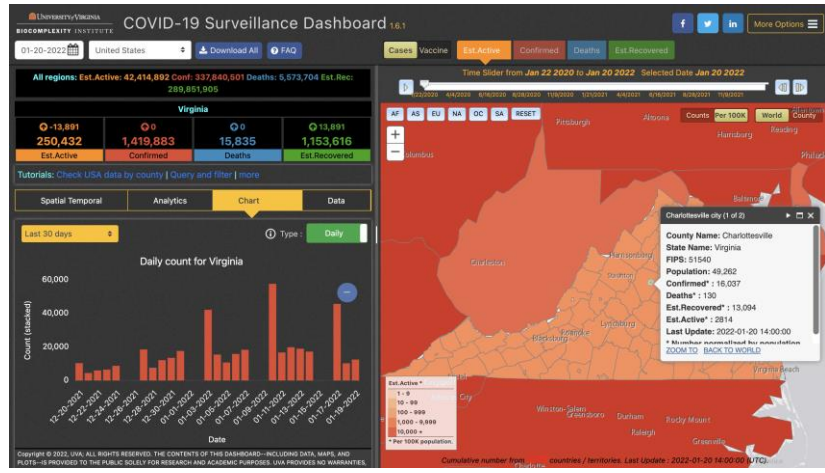 UNIVERSITY of VIRGINIA
BIOCOMPLEXITY INSTITUTE
COVID-19 Surveillance Dashboard 1.6.1
More Options
01-20-2022
United States
Download All
FAQ
Cases
Vaccine
Est.Active
Confirmed
Deaths
Est.Recovered
All regions: Est.Active: 42,414,892 Conf: 337,840,501 Deaths: 5,573,704 Est.Rec:
289,851,905
Virginia
-13,891
0
0
13,891
250,432
1,419,883
15,835
1,153,616
Est.Active
Confirmed
Deaths
Est.Recovered
Tutorials: Check USA data by county | Query and filter | more
Spatial Temporal
Analytics
Chart
Data
Last 30 days
Type :
Daily
Daily count for Virginia
Count (stacked)
60,000
40,000
20,000
0
12-20-2021
12-22-2021
12-24-2021
12-26-2021
12-28-2021
12-30-2021
01-01-2022
01-03-2022
01-05-2022
01-07-2022
01-09-2022
01-11-2022
01-13-2022
01-15-2022
01-17-2022
01-19-2022
Date
Copyright © 2022, UVA; ALL RIGHTS RESERVED. THE CONTENTS OF THIS DASHBOARD--INCLUDING DATA, MAPS, AND
PLOTS--IS PROVIDED TO THE PUBLIC SOLELY FOR RESEARCH AND ACADEMIC PURPOSES. UVA PROVIDES NO WARRANTIES,
Time Slider from Jan 22 2020 to Jan 20 2022 Selected Date Jan 20 2022
AF
AS
EU
NA
OC
SA
RESET
Counts
Per 100K
World
County
+
−
Pittsburgh
Altoona
Harrisburg
Reading
Columbus
Baltimore
Charleston
Harrisonburg
Staunton
Lynchburg
Roanoke
Blacksburg
Virginia Beach
Winston-Salem
Greensboro
Durham
Rocky Mount
Raleigh
Greenville
Charlotte
Charlottesville city (1 of 2)
County Name: Charlottesville
State Name: Virginia
FIPS: 51540
Population: 49,262
Confirmed* : 16,037
Deaths* : 130
Est.Recovered* : 13,094
Est.Active* : 2814
Last Update: 2022-01-20 14:00:00
* Number normalized by population
ZOOM TO
BACK TO WORLD
Est.Active *
1 - 9
10 - 99
100 - 999
1,000 - 9,999
10,000 +
* Per 100K population.
Cumulative number from countries / territories. Last Update : 2022-01-20 14:00:00 (UTC).